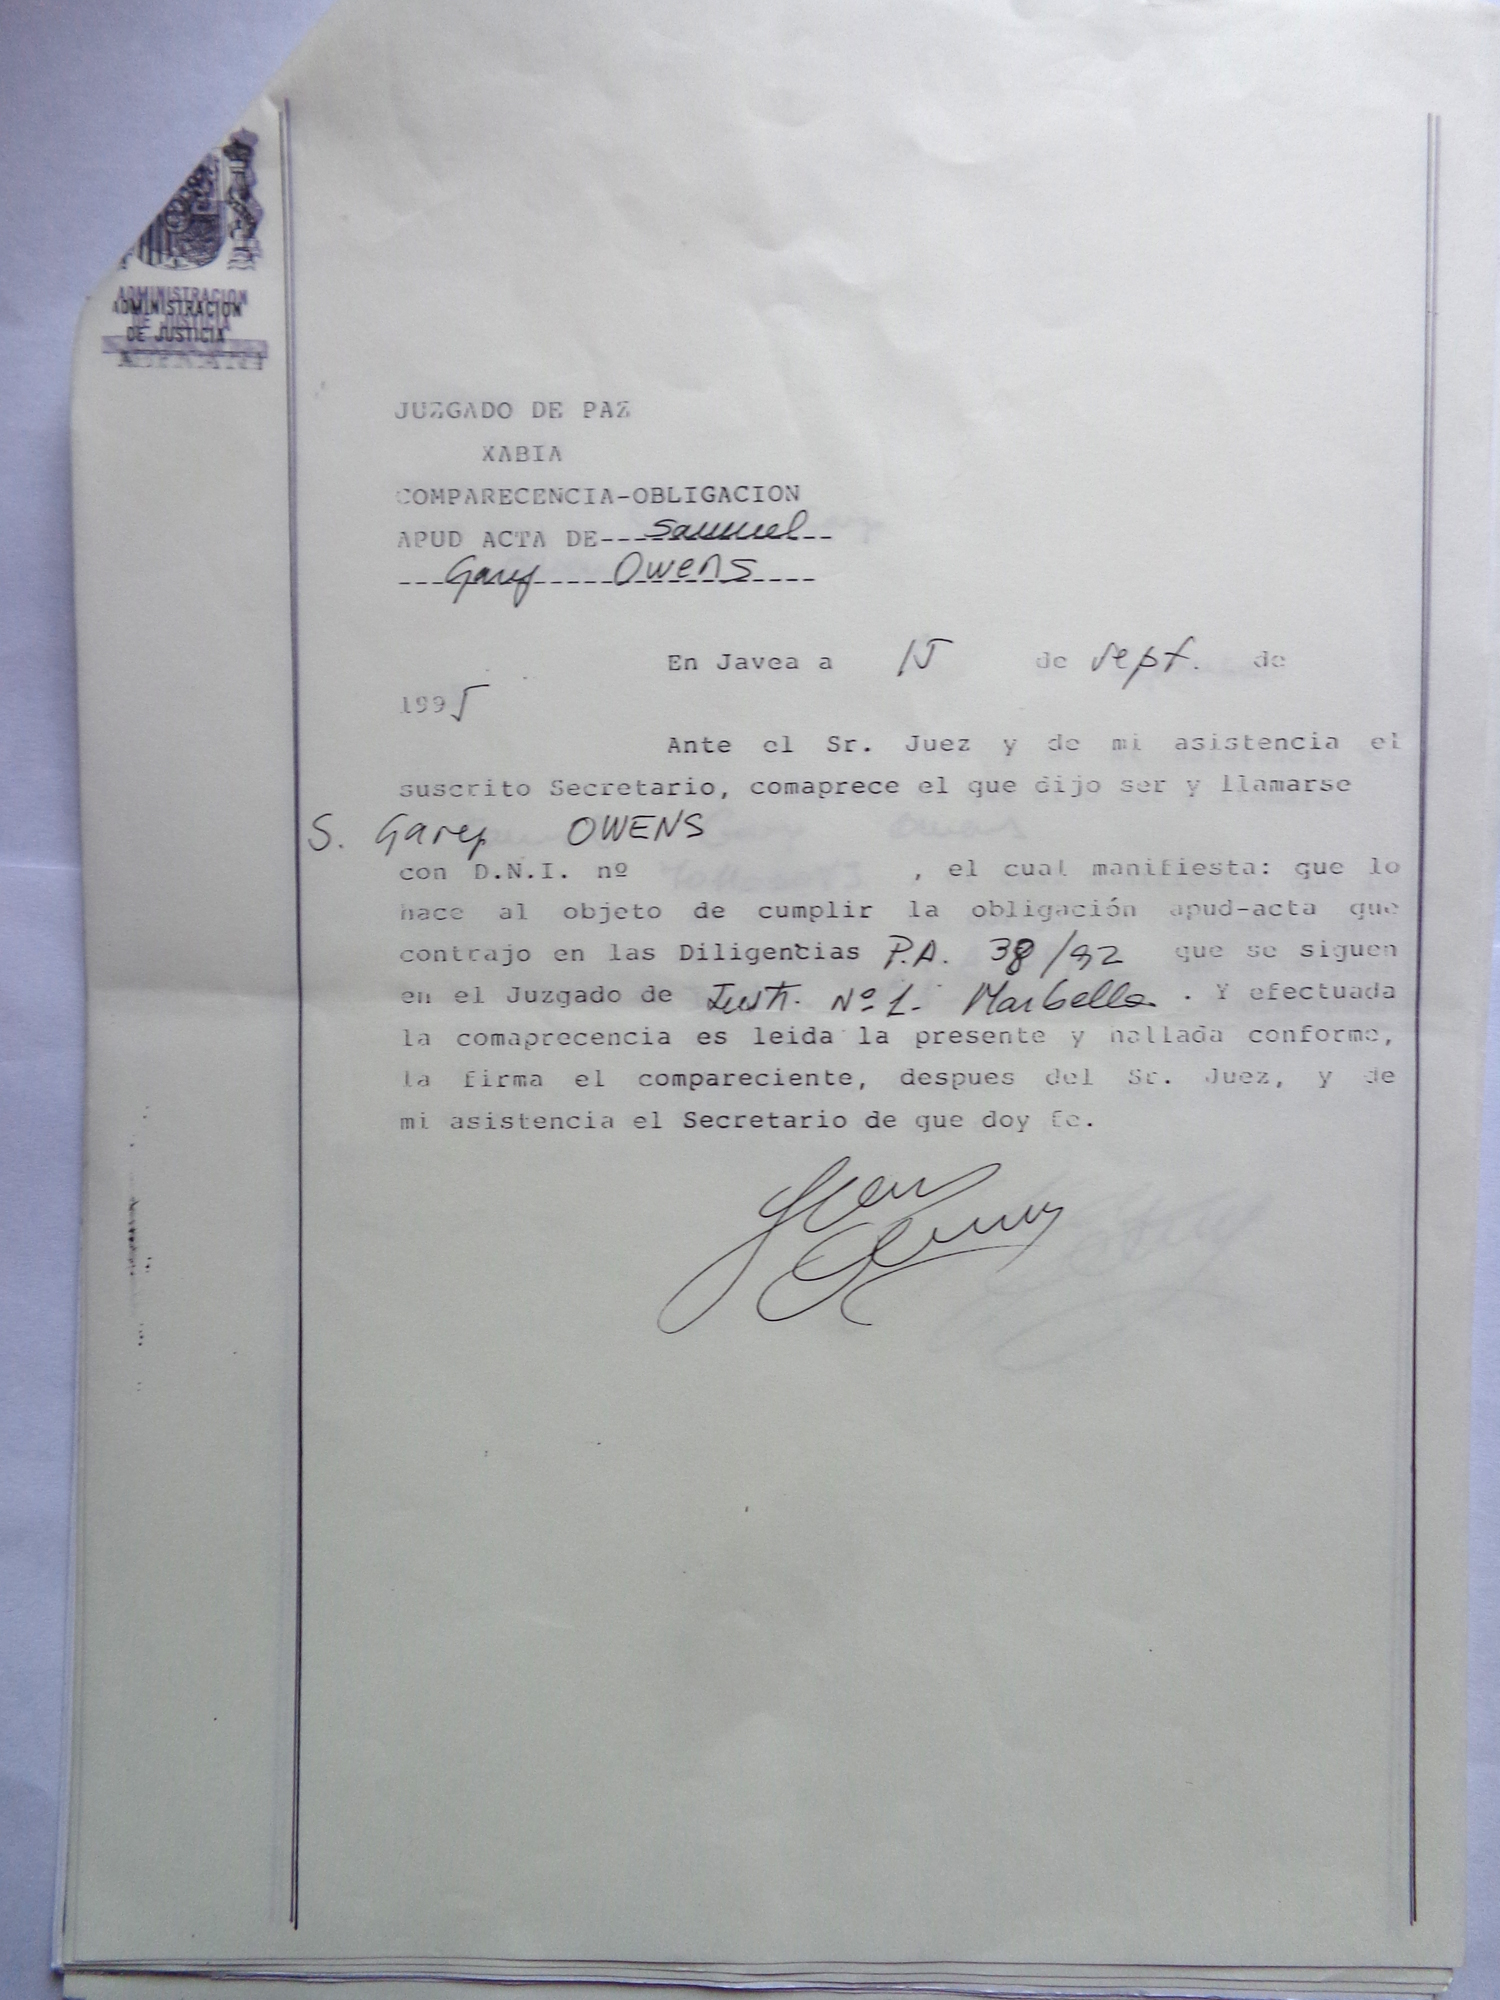 ADMINISTRACION
ADMINISTRACION
DE JUSTICIA
DE JUSTICIA
JUZGADO DE PAZ
XABIA
COMPARECENCIA-OBLIGACION
APUD ACTA DE---Samuel--
---Garey-----Owens----
En Javea a 15 de sept. de
1995
Ante el Sr. Juez y de mi asistencia el
suscrito Secretario, comaprece el que dijo ser y llamarse
S. Garey OWENS
con D.N.I. nº , el cual manifiesta: que lo
hace al objeto de cumplir la obligación apud-acta que
contrajo en las Diligencias P.A. 38/92 que se siguen
en el Juzgado de Instr. Nº 1. Marbella. Y efectuada
la comaprecencia es leida la presente y hallada conforme,
la firma el compareciente, despues del Sr. Juez, y de
mi asistencia el Secretario de que doy fe.